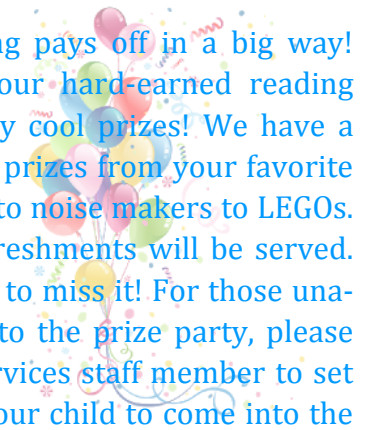 ng pays off in a big way!
our hard-earned reading
y cool prizes! We have a
prizes from your favorite
to noise makers to LEGOs.
reshments will be served.
to miss it! For those una-
to the prize party, please
rvices staff member to set
our child to come into the